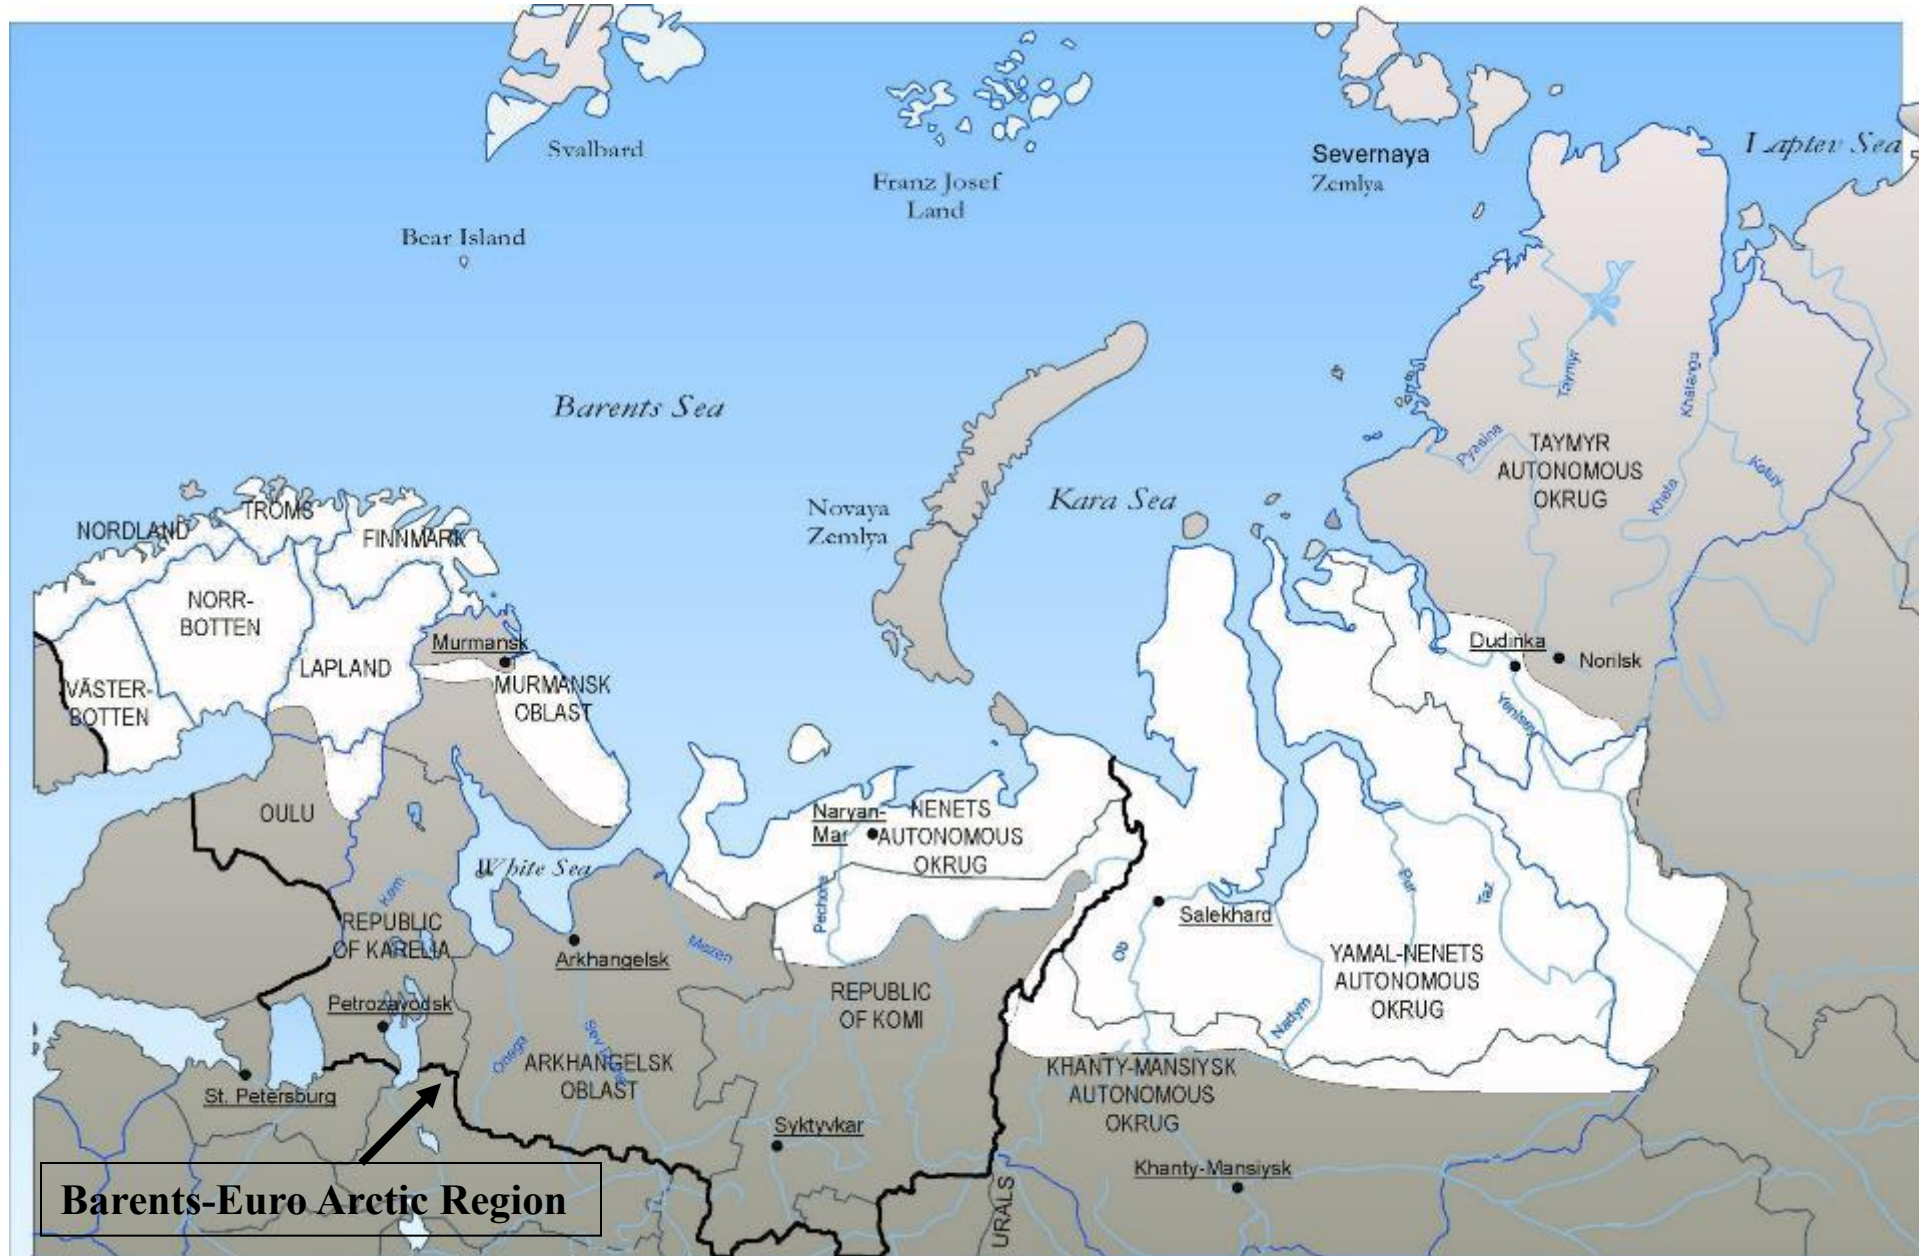 Svalbard
Franz Josef
Land
Severnaya
Zemlya
Laptev Sea
Bear Island
Barents Sea
Novaya
Zemlya
Kara Sea
Taymyr
Khatanga
Pyasina
TAYMYR
AUTONOMOUS
OKRUG
Kheta
Kotuy
NORDLAND
TROMS
FINNMARK
NORR-
BOTTEN
LAPLAND
VÄSTER-
BOTTEN
Murmansk
MURMANSK
OBLAST
Dudinka
Norilsk
Yenisey
OULU
White Sea
Kem
Naryan-
Mar
NENETS
AUTONOMOUS
OKRUG
Pechora
Pur
Taz
Salekhard
Ob
REPUBLIC
OF KARELIA
Arkhangelsk
Mezen
YAMAL-NENETS
AUTONOMOUS
OKRUG
Nadym
Petrozavodsk
REPUBLIC
OF KOMI
Onega
ARKHANGELSK
OBLAST
KHANTY-MANSIYSK
AUTONOMOUS
OKRUG
St. Petersburg
Syktyvkar
Khanty-Mansiysk
URALS
Barents-Euro Arctic Region